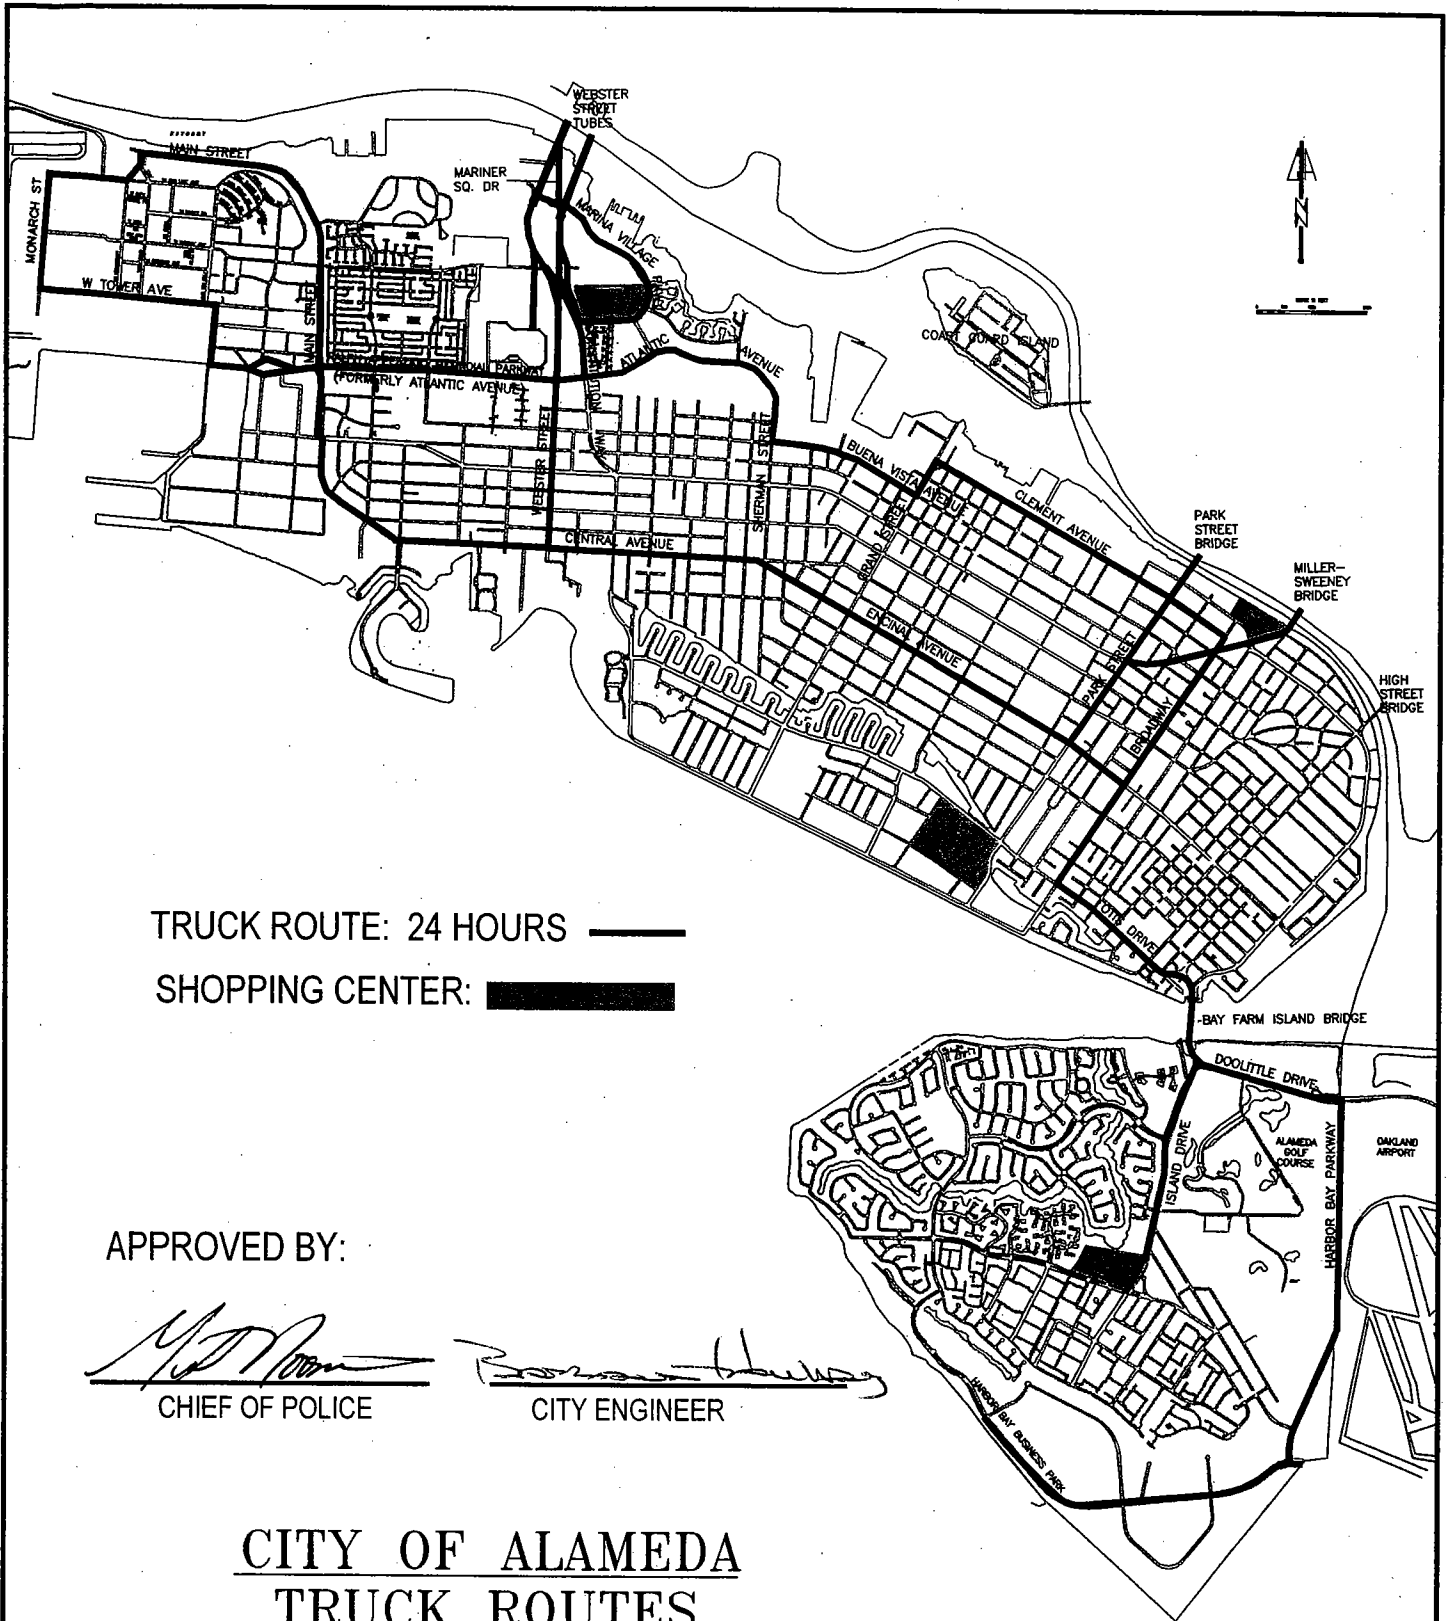 WEBSTER
STREET
TUBES
MAIN STREET
MARINER
SQ. DR
MONARCH ST
MARINA VILLAGE PKWY
W TOWER AVE
MAIN STREET
COAST GUARD ISLAND
ATLANTIC
AVENUE
MEMORIAL PARKWAY
(FORMERLY ATLANTIC AVENUE)
WEBSTER STREET
SHERMAN STREET
BUENA VISTA AVENUE
GRAND STREET
CLEMENT AVENUE
PARK
STREET
BRIDGE
MILLER-
SWEENEY
BRIDGE
CENTRAL AVENUE
ENCINAL AVENUE
PARK STREET
BROADWAY
HIGH
STREET
BRIDGE
TRUCK ROUTE: 24 HOURS
SHOPPING CENTER:
OTIS DRIVE
-BAY FARM ISLAND BRIDGE
DOOLITTLE DRIVE
ISLAND DRIVE
ALAMEDA
GOLF
COURSE
HARBOR BAY PARKWAY
OAKLAND
AIRPORT
APPROVED BY:
CHIEF OF POLICE
CITY ENGINEER
HARBOR BAY BUSINESS PARK
CITY OF ALAMEDA
TRUCK ROUTES